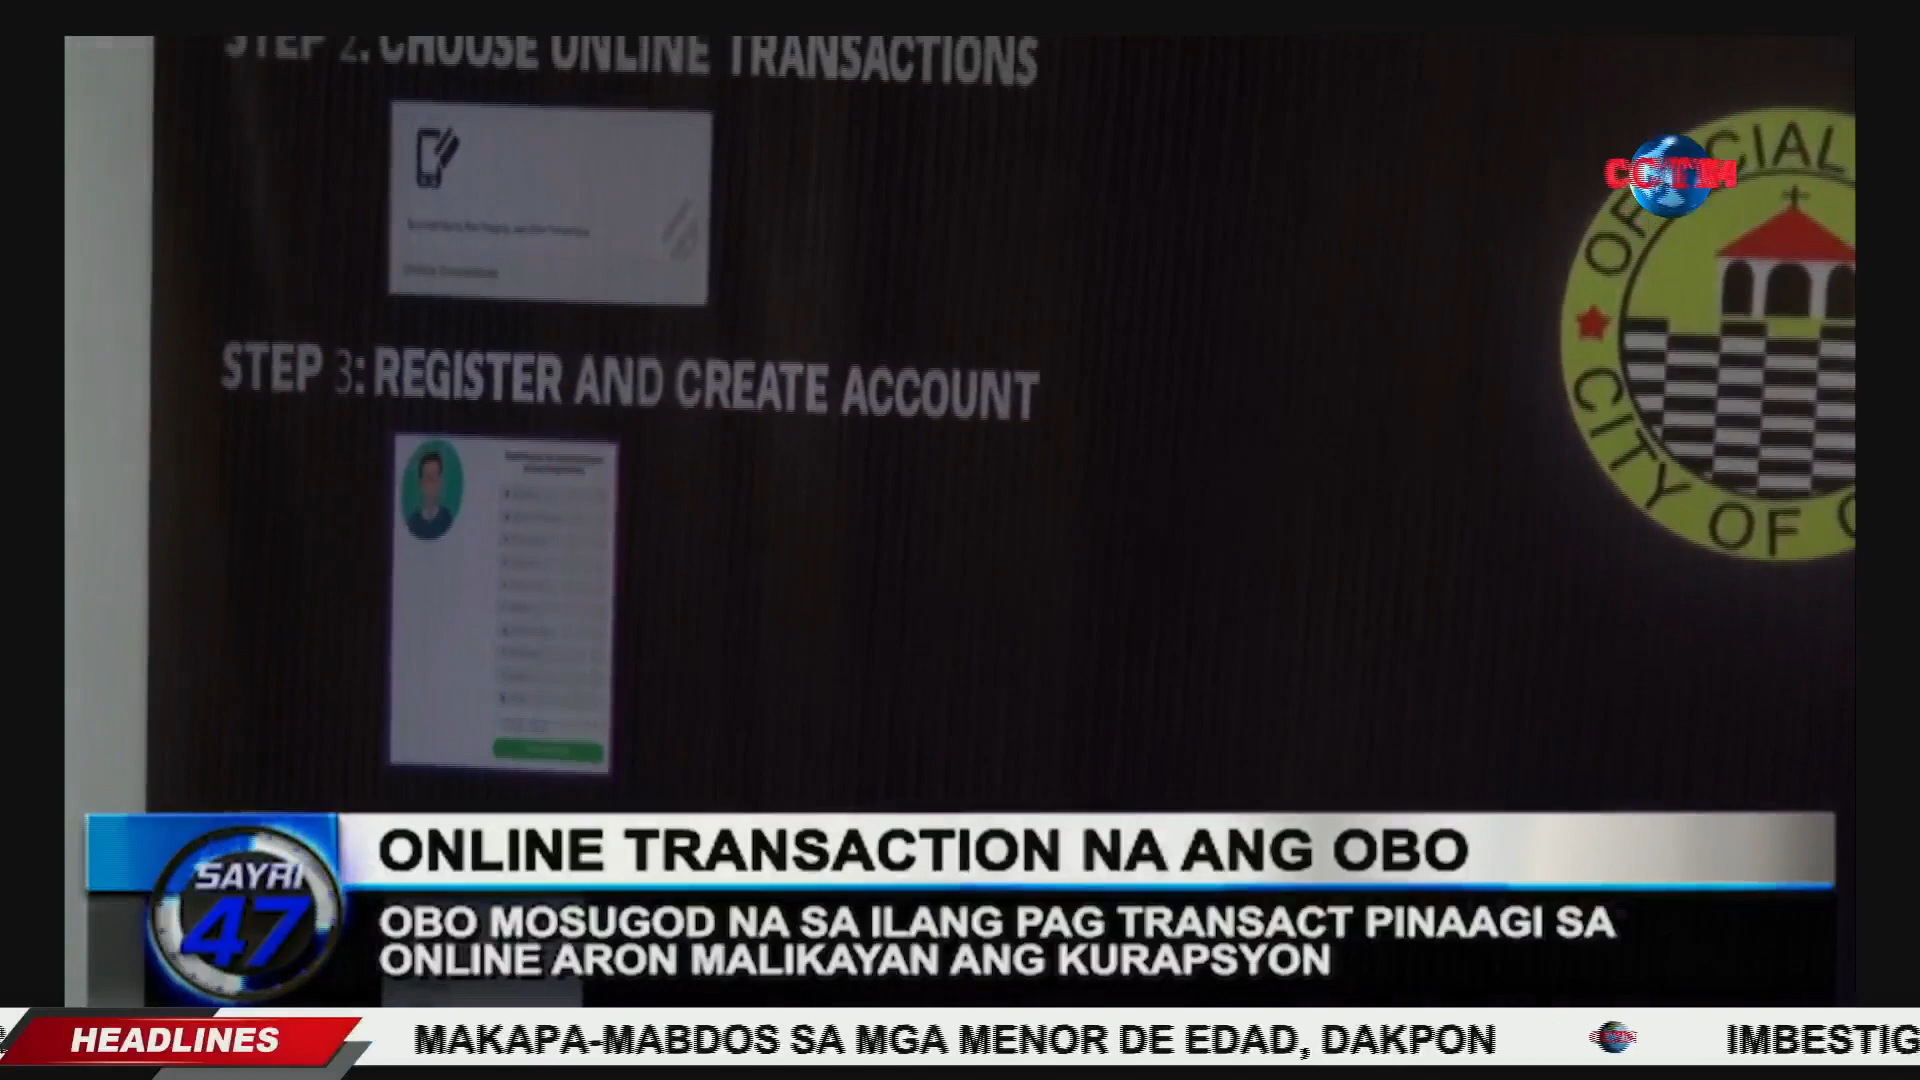 STEP 2: CHOOSE ONLINE TRANSACTIONS
STEP 3: REGISTER AND CREATE ACCOUNT
OFFICIAL
CITY OF
CCTN
ONLINE TRANSACTION NA ANG OBO
SAYRI
47
OBO MOSUGOD NA SA ILANG PAG TRANSACT PINAAGI SA
ONLINE ARON MALIKAYAN ANG KURAPSYON
HEADLINES
MAKAPA-MABDOS SA MGA MENOR DE EDAD, DAKPON
IMBESTIG